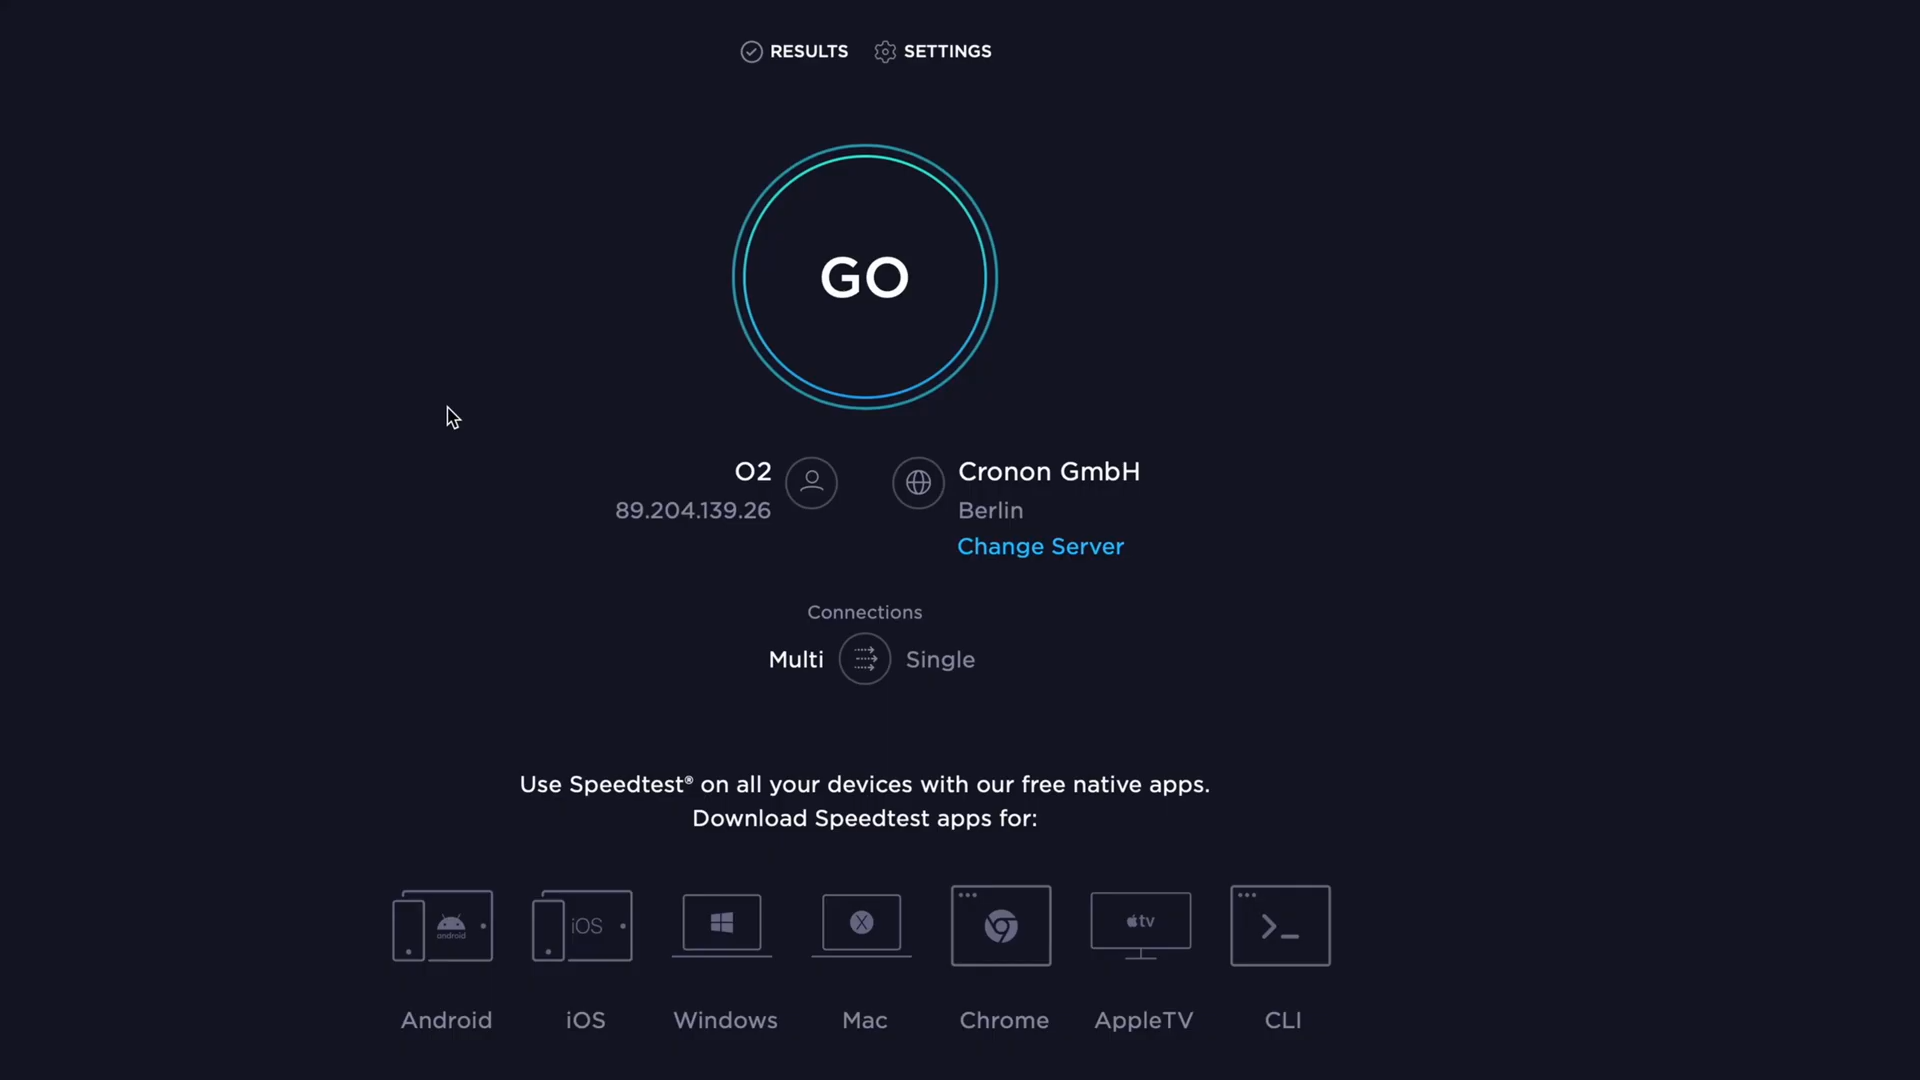 RESULTS SETTINGS
GO
O2 Cronon GmbH
89.204.139.26 Berlin
Change Server
Connections
Multi Single
Use Speedtest® on all your devices with our free native apps.
Download Speedtest apps for:
android iOS X tv >_
Android iOS Windows Mac Chrome AppleTV CLI